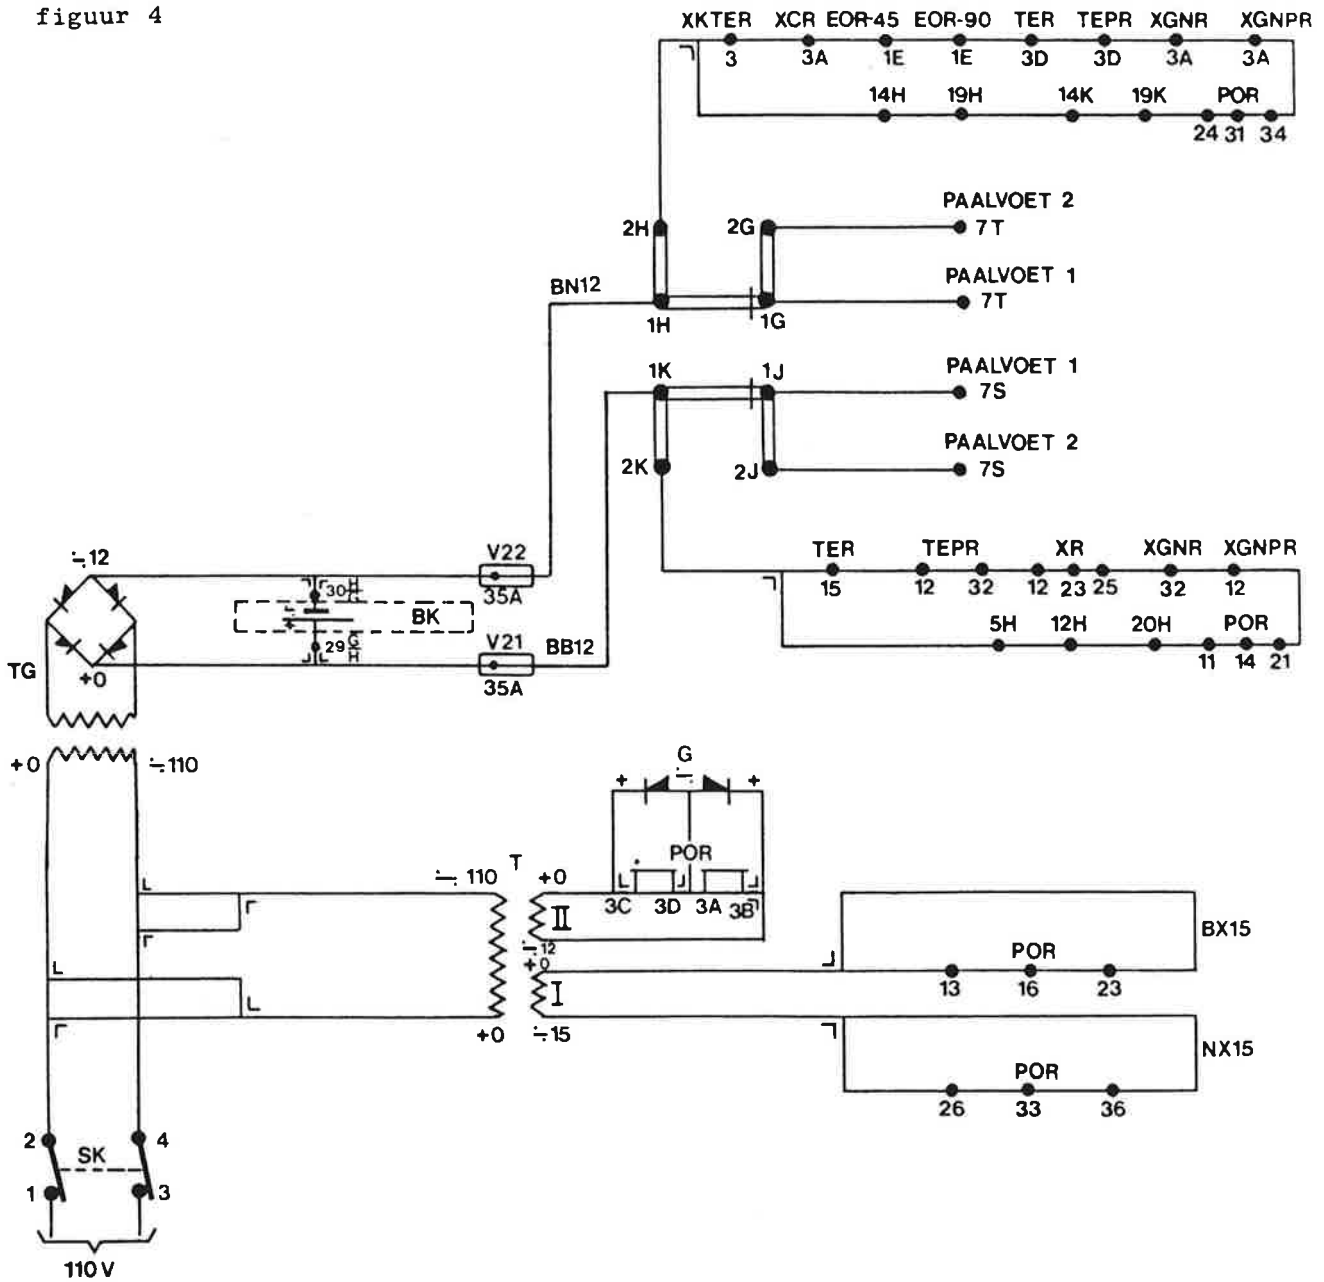 figuur 4
XKTER XCR EOR-45 EOR-90 TER TEPR XGNR XGNPR
3 3A 1E 1E 3D 3D 3A 3A
14H 19H 14K 19K POR
24 31 34
PAALVOET 2
2H 2G 7T
PAALVOET 1
BN12 7T
1H 1G
1K 1J PAALVOET 1
7S
PAALVOET 2
2K 2J 7S
-12 V22 TER TEPR XR XGNR XGNPR
30 H 35A 15 12 32 12 23 25 32 12
BK
5H 12H 20H POR
29 G/H V21 BB12
11 14 21
TG +0 35A
+0 -110
G
+ - +
POR
T
-110 +0
3C 3D 3A 3B
II
BX15
-12
+0
POR
I
13 16 23
+0 -15
NX15
POR
26 33 36
2 4
SK
1 3
110 V